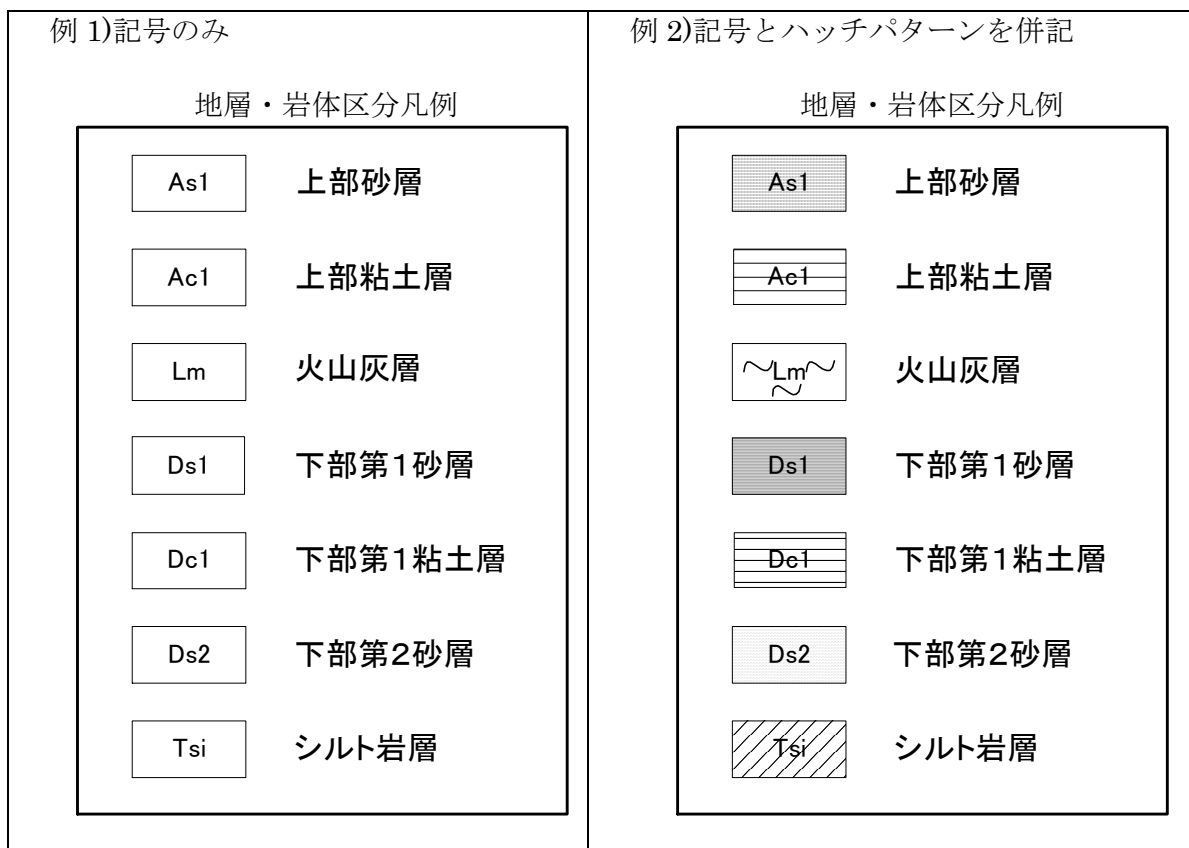 例 1)記号のみ
地層・岩体区分凡例
As1 上部砂層
Ac1 上部粘土層
Lm 火山灰層
Ds1 下部第1砂層
Dc1 下部第1粘土層
Ds2 下部第2砂層
Tsi シルト岩層
例 2)記号とハッチパターンを併記
地層・岩体区分凡例
As1 上部砂層
Ac1 上部粘土層
Lm 火山灰層
Ds1 下部第1砂層
Dc1 下部第1粘土層
Ds2 下部第2砂層
Tsi シルト岩層